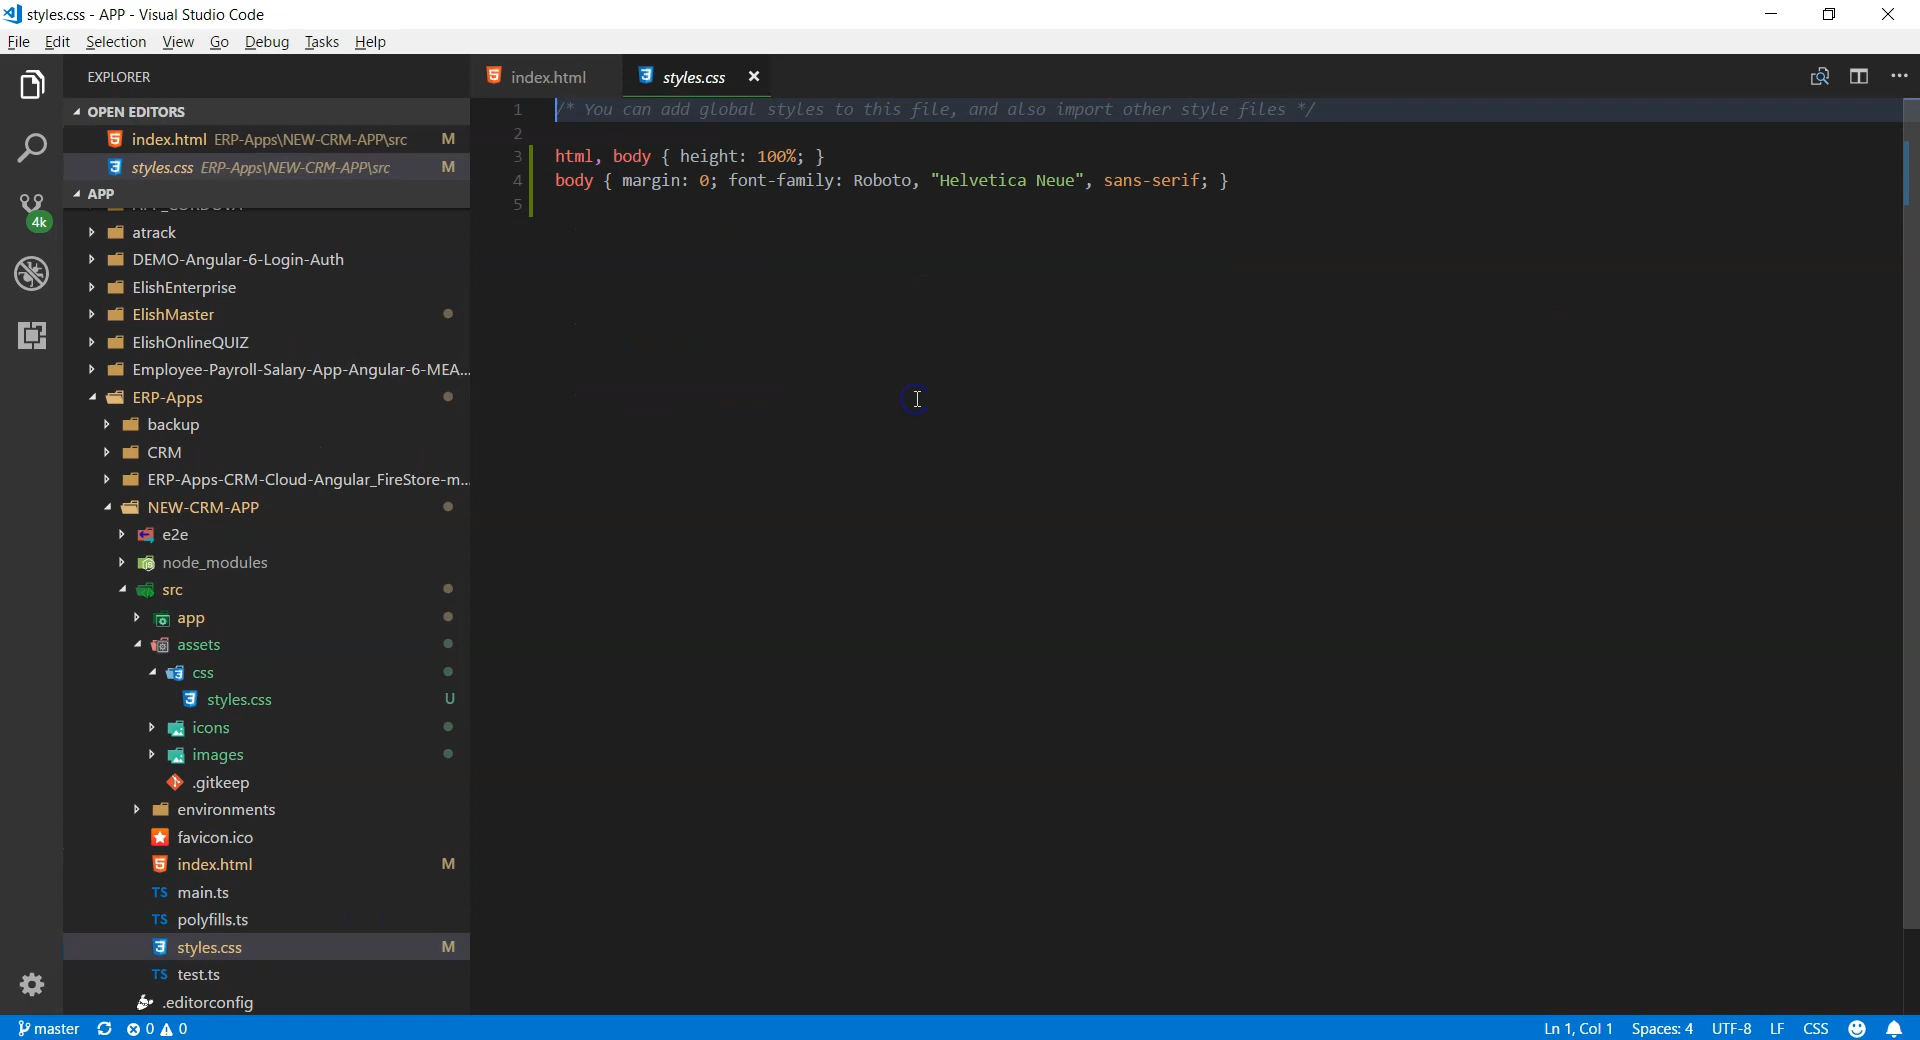 styles.css - APP - Visual Studio Code
File Edit Selection View Go Debug Tasks Help
EXPLORER
OPEN EDITORS
index.html ERP-Apps\NEW-CRM-APP\src M
styles.css ERP-Apps\NEW-CRM-APP\src M
APP
atrack
DEMO-Angular-6-Login-Auth
ElishEnterprise
ElishMaster
ElishOnlineQUIZ
Employee-Payroll-Salary-App-Angular-6-MEA...
ERP-Apps
backup
CRM
ERP-Apps-CRM-Cloud-Angular_FireStore-m...
NEW-CRM-APP
e2e
node_modules
src
app
assets
css
styles.css U
icons
images
.gitkeep
environments
favicon.ico
index.html M
TS main.ts
TS polyfills.ts
styles.css M
TS test.ts
.editorconfig
4k
index.html styles.css
1 /* You can add global styles to this file, and also import other style files */
2
3 html, body { height: 100%; }
4 body { margin: 0; font-family: Roboto, "Helvetica Neue", sans-serif; }
5
master 0 0 Ln 1, Col 1 Spaces: 4 UTF-8 LF CSS